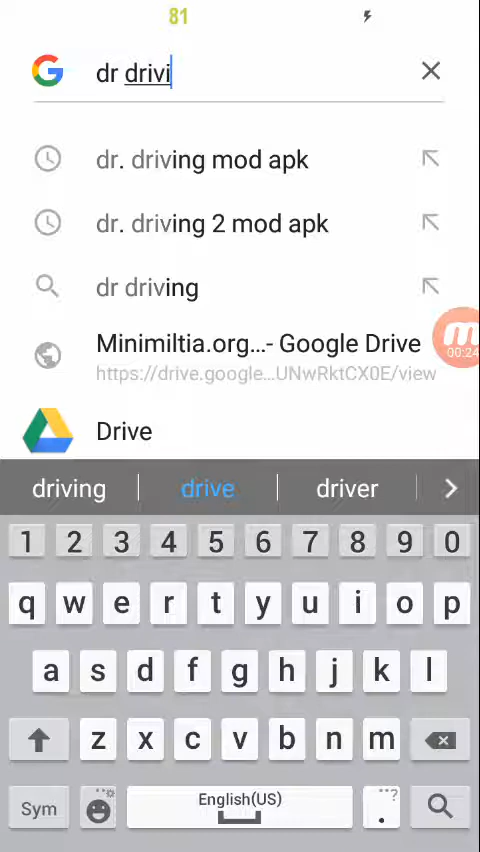 81
dr drivi
dr. driving mod apk
dr. driving 2 mod apk
dr driving
Minimiltia.org...- Google Drive
https://drive.google...UNwRktCX0E/view
00:24
Drive
driving drive driver
1 2 3 4 5 6 7 8 9 0
q w e r t y u i o p
a s d f g h j k l
z x c v b n m
Sym English(US) . ...?